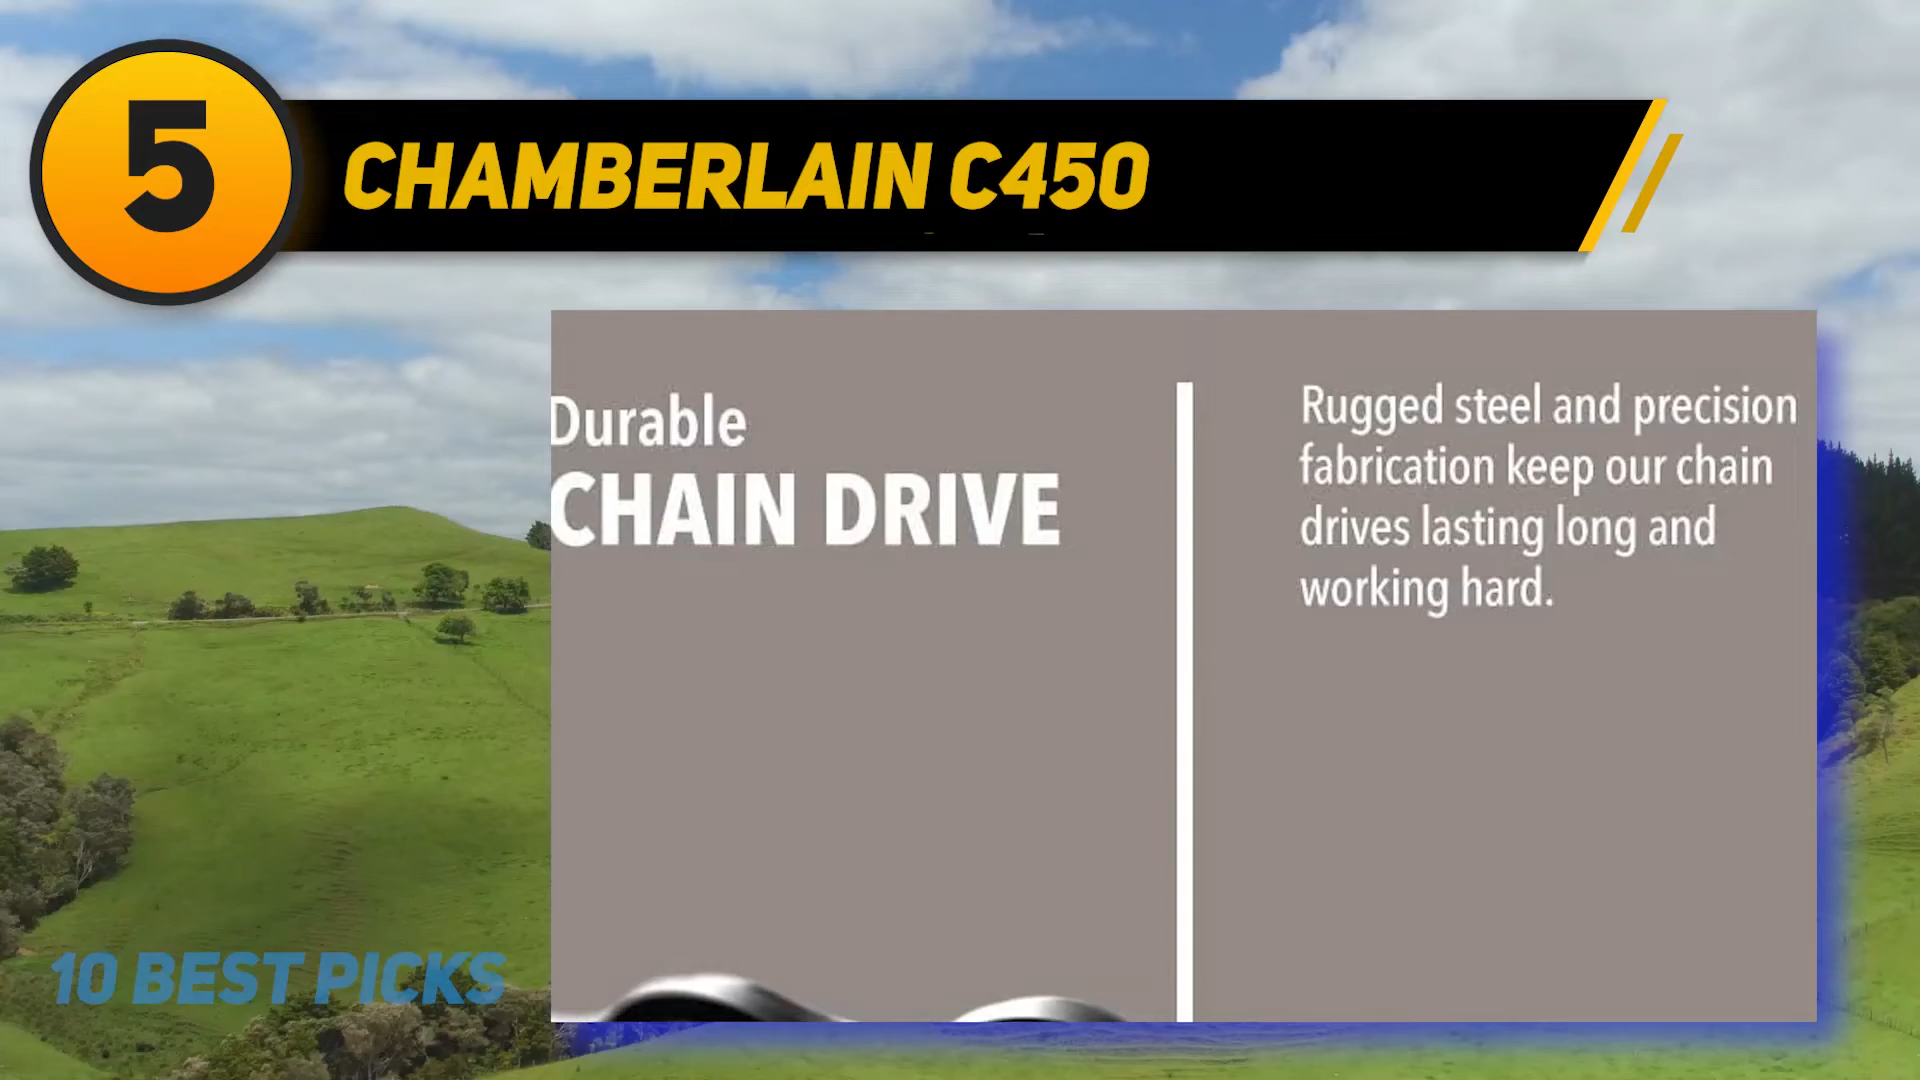 5
CHAMBERLAIN C450
Durable
CHAIN DRIVE
Rugged steel and precision
fabrication keep our chain
drives lasting long and
working hard.
10 BEST PICKS